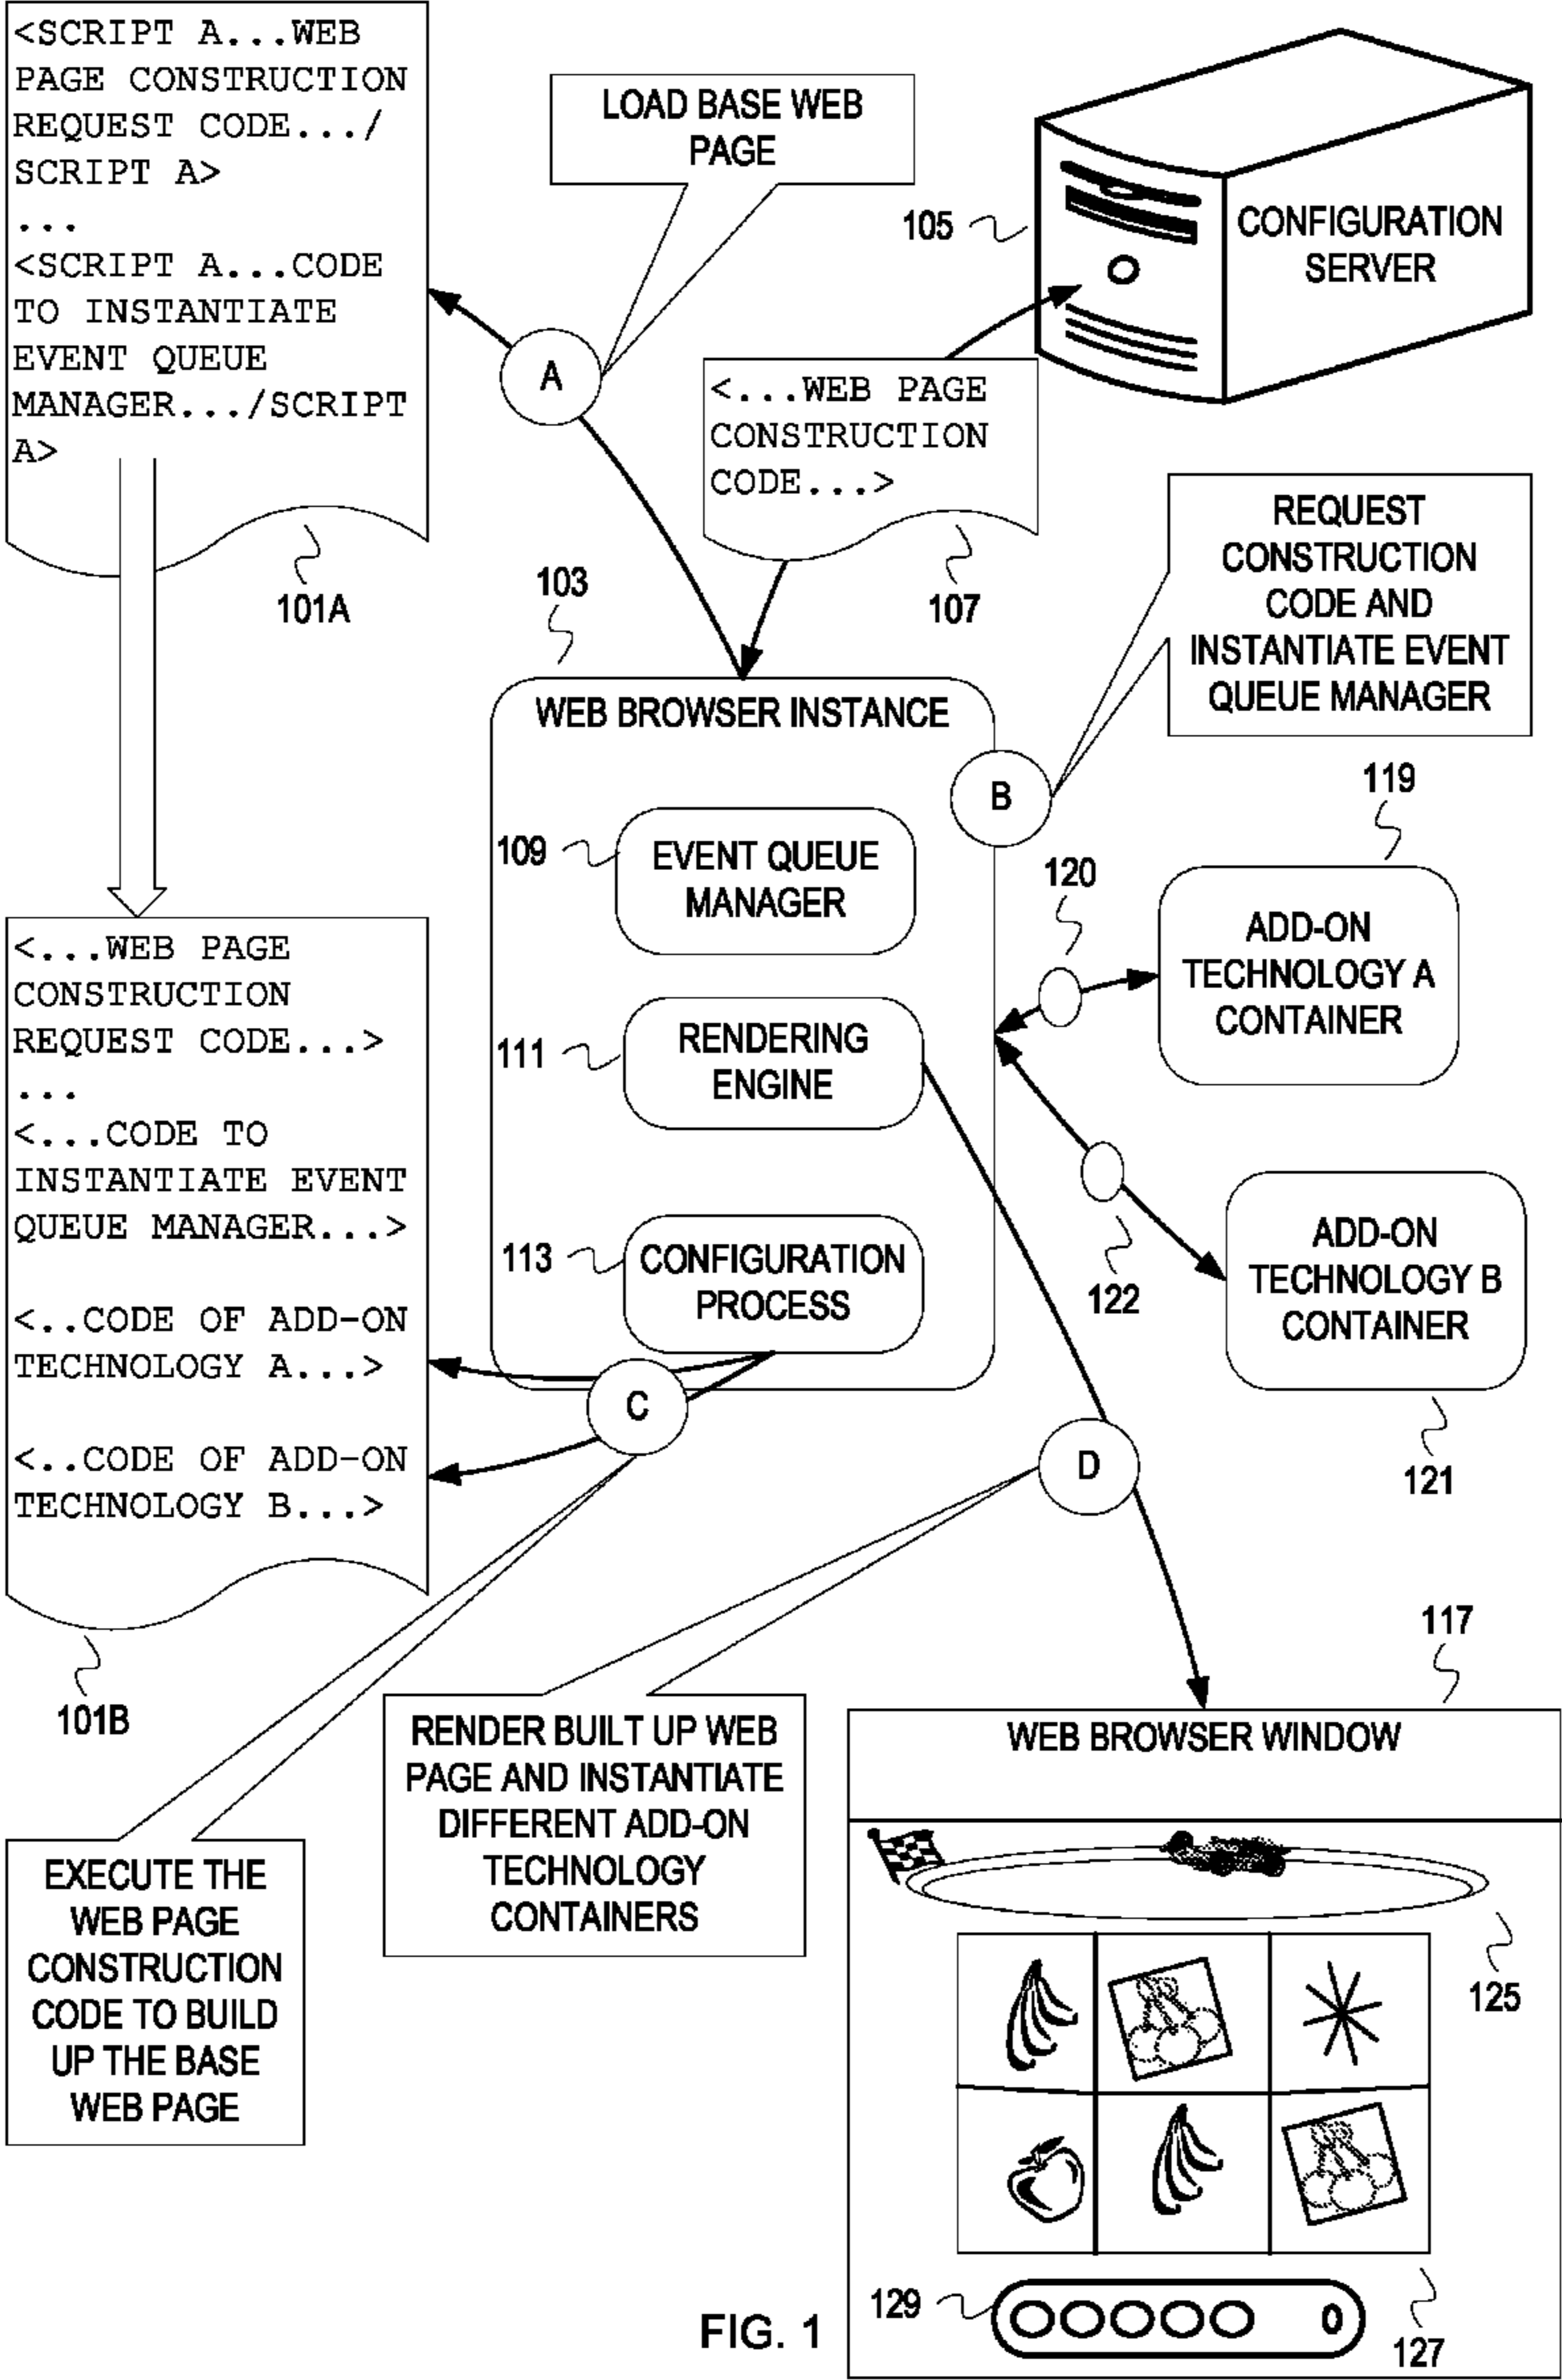 <SCRIPT A...WEB
PAGE CONSTRUCTION
REQUEST CODE.../
SCRIPT A>
...
<SCRIPT A...CODE
TO INSTANTIATE
EVENT QUEUE
MANAGER.../SCRIPT
A>
101A
LOAD BASE WEB
PAGE
A
105
CONFIGURATION
SERVER
<...WEB PAGE
CONSTRUCTION
CODE...>
107
REQUEST
CONSTRUCTION
CODE AND
INSTANTIATE EVENT
QUEUE MANAGER
103
WEB BROWSER INSTANCE
B
109
EVENT QUEUE
MANAGER
111
RENDERING
ENGINE
113
CONFIGURATION
PROCESS
119
120
ADD-ON
TECHNOLOGY A
CONTAINER
122
ADD-ON
TECHNOLOGY B
CONTAINER
121
<...WEB PAGE
CONSTRUCTION
REQUEST CODE...>
...
<...CODE TO
INSTANTIATE EVENT
QUEUE MANAGER...>
<..CODE OF ADD-ON
TECHNOLOGY A...>
<..CODE OF ADD-ON
TECHNOLOGY B...>
101B
C
D
EXECUTE THE
WEB PAGE
CONSTRUCTION
CODE TO BUILD
UP THE BASE
WEB PAGE
RENDER BUILT UP WEB
PAGE AND INSTANTIATE
DIFFERENT ADD-ON
TECHNOLOGY
CONTAINERS
117
WEB BROWSER WINDOW
125
129
127
FIG. 1